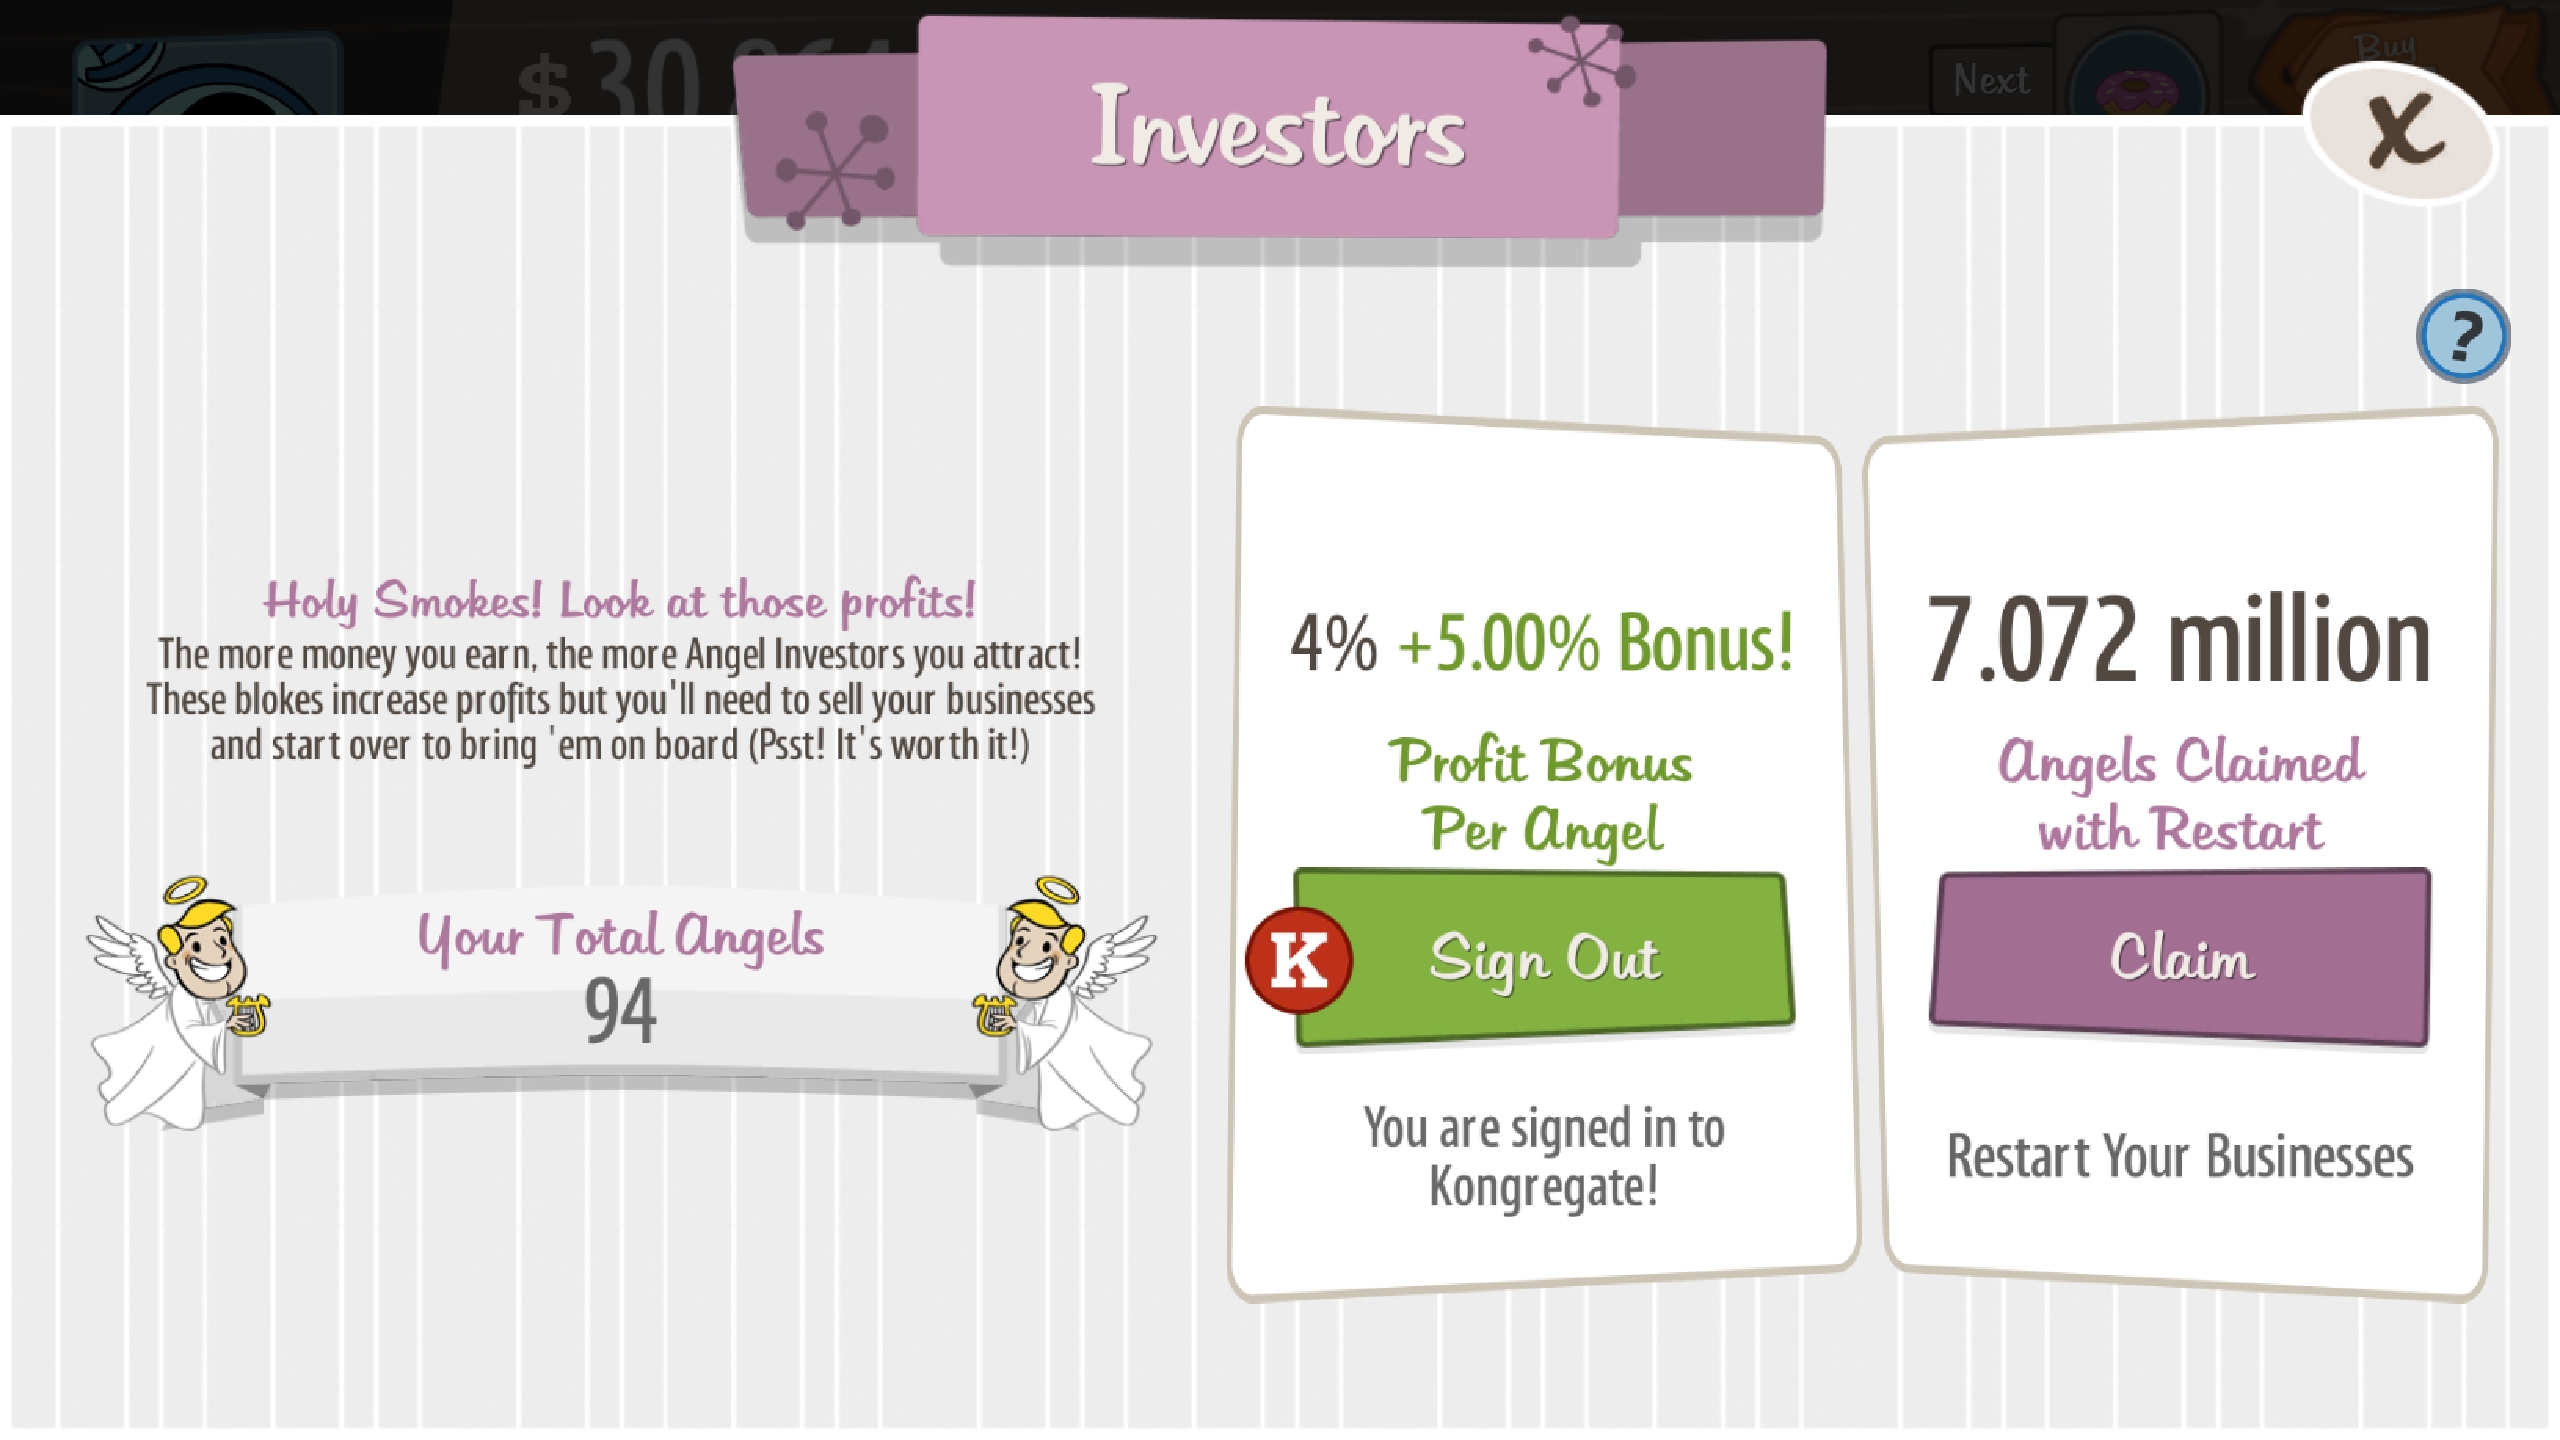 Next
Buy
Investors
X
?
Holy Smokes! Look at those profits!
The more money you earn, the more Angel Investors you attract!
These blokes increase profits but you'll need to sell your businesses
and start over to bring 'em on board (Psst! It's worth it!)
Your Total Angels
94
4% +5.00% Bonus!
Profit Bonus
Per Angel
K
Sign Out
You are signed in to
Kongregate!
7.072 million
Angels Claimed
with Restart
Claim
Restart Your Businesses